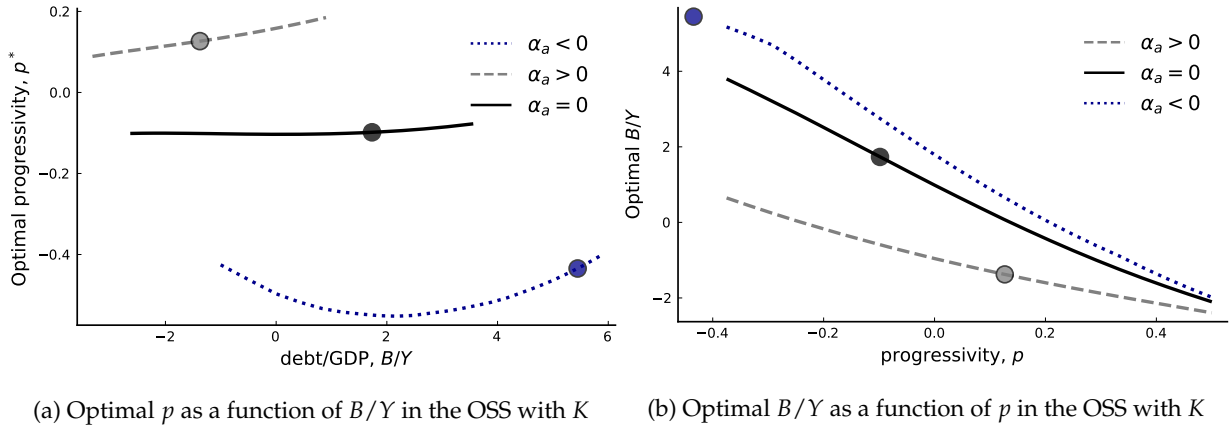 0.2
0.0
−0.2
−0.4
−2
0
2
4
6
Optimal progressivity, p*
debt/GDP, B/Y
α_a < 0
α_a > 0
α_a = 0
4
2
0
−2
−0.4
−0.2
0.0
0.2
0.4
Optimal B/Y
progressivity, p
α_a > 0
α_a = 0
α_a < 0
(a) Optimal p as a function of B/Y in the OSS with K
(b) Optimal B/Y as a function of p in the OSS with K